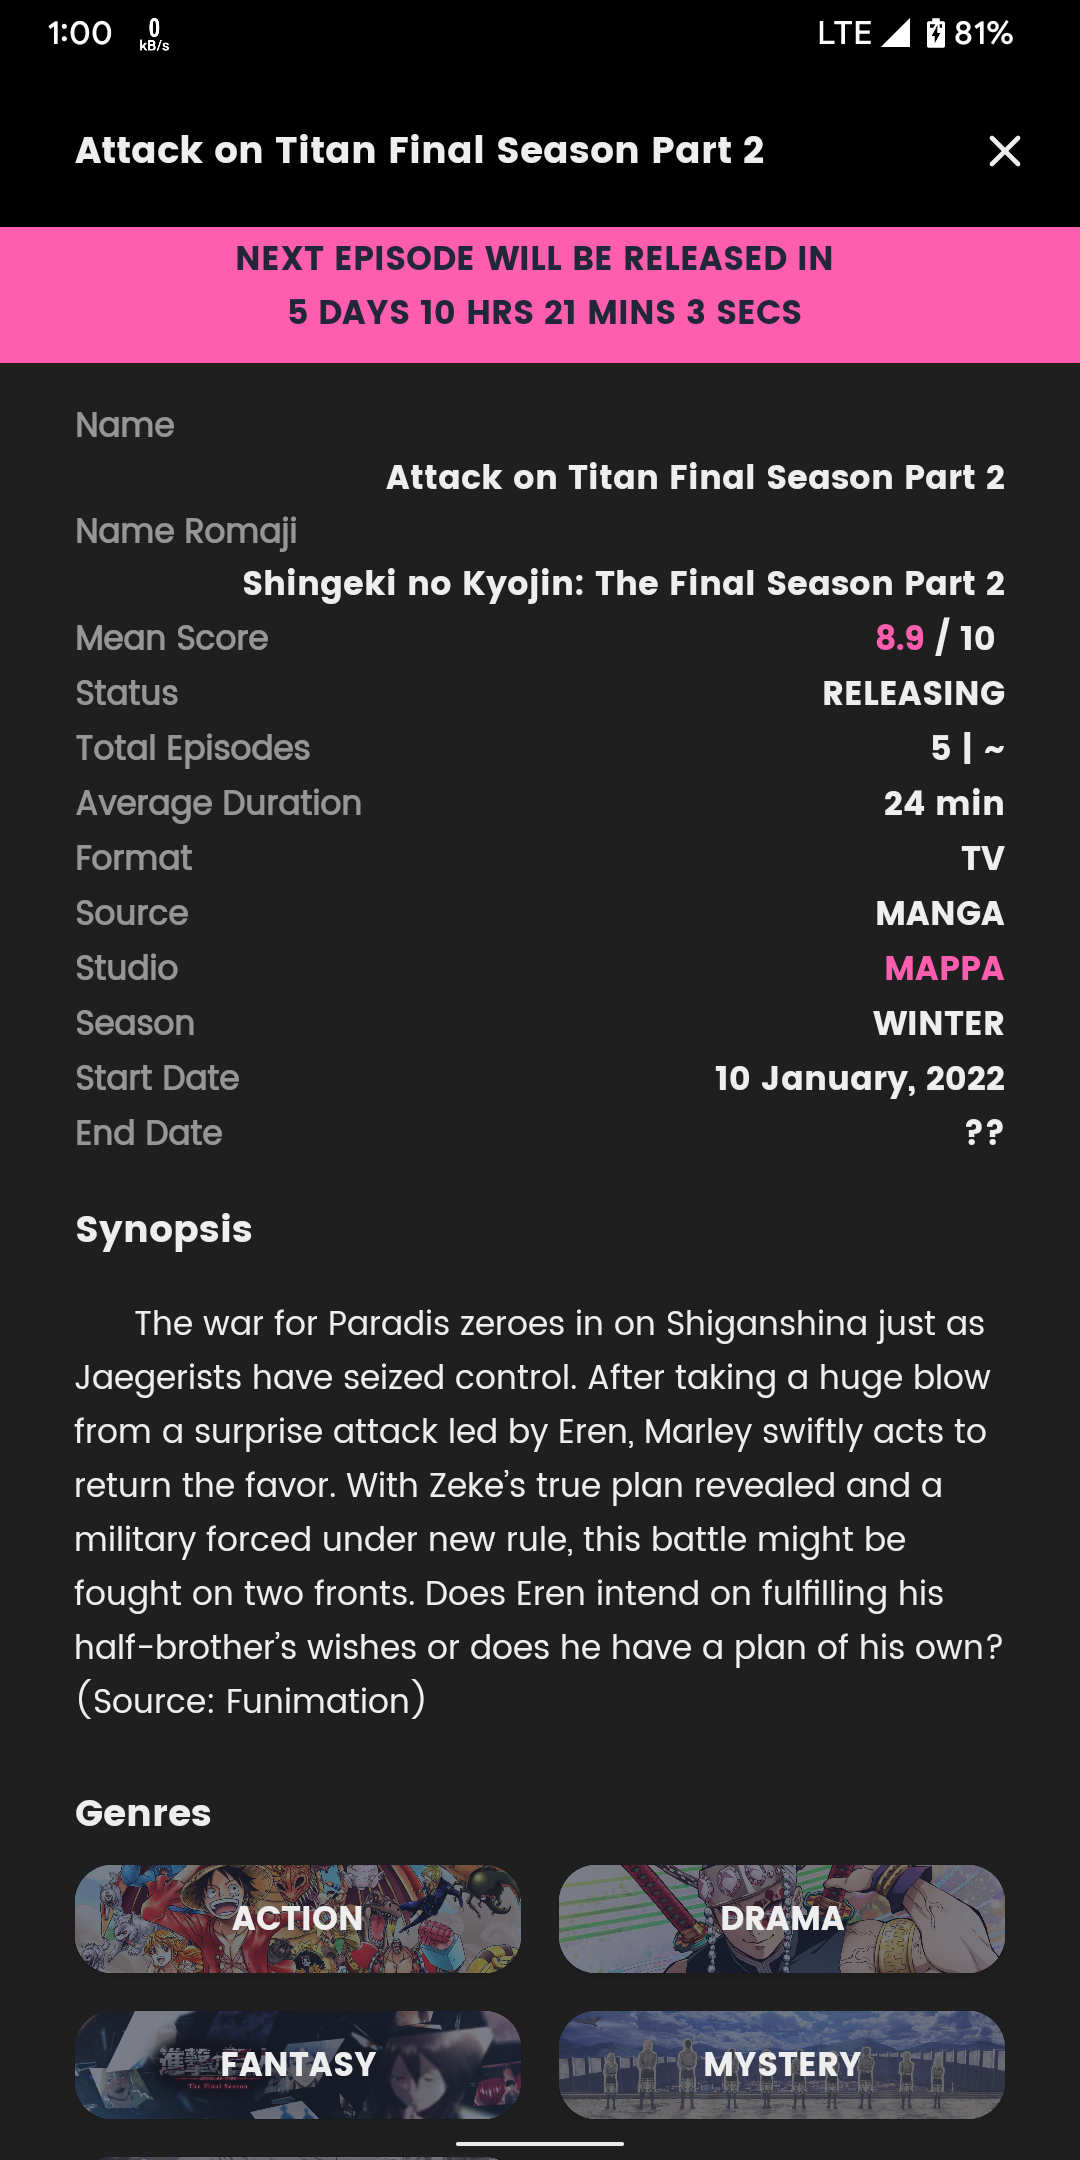 1:00
0
kB/s
LTE
81%
Attack on Titan Final Season Part 2
NEXT EPISODE WILL BE RELEASED IN
5 DAYS 10 HRS 21 MINS 3 SECS
Name
Attack on Titan Final Season Part 2
Name Romaji
Shingeki no Kyojin: The Final Season Part 2
Mean Score 8.9 / 10
Status RELEASING
Total Episodes 5 | ~
Average Duration 24 min
Format TV
Source MANGA
Studio MAPPA
Season WINTER
Start Date 10 January, 2022
End Date ??
Synopsis
The war for Paradis zeroes in on Shiganshina just as
Jaegerists have seized control. After taking a huge blow
from a surprise attack led by Eren, Marley swiftly acts to
return the favor. With Zeke’s true plan revealed and a
military forced under new rule, this battle might be
fought on two fronts. Does Eren intend on fulfilling his
half-brother’s wishes or does he have a plan of his own?
(Source: Funimation)
Genres
ACTION
DRAMA
FANTASY
進撃の
The Final Season
MYSTERY